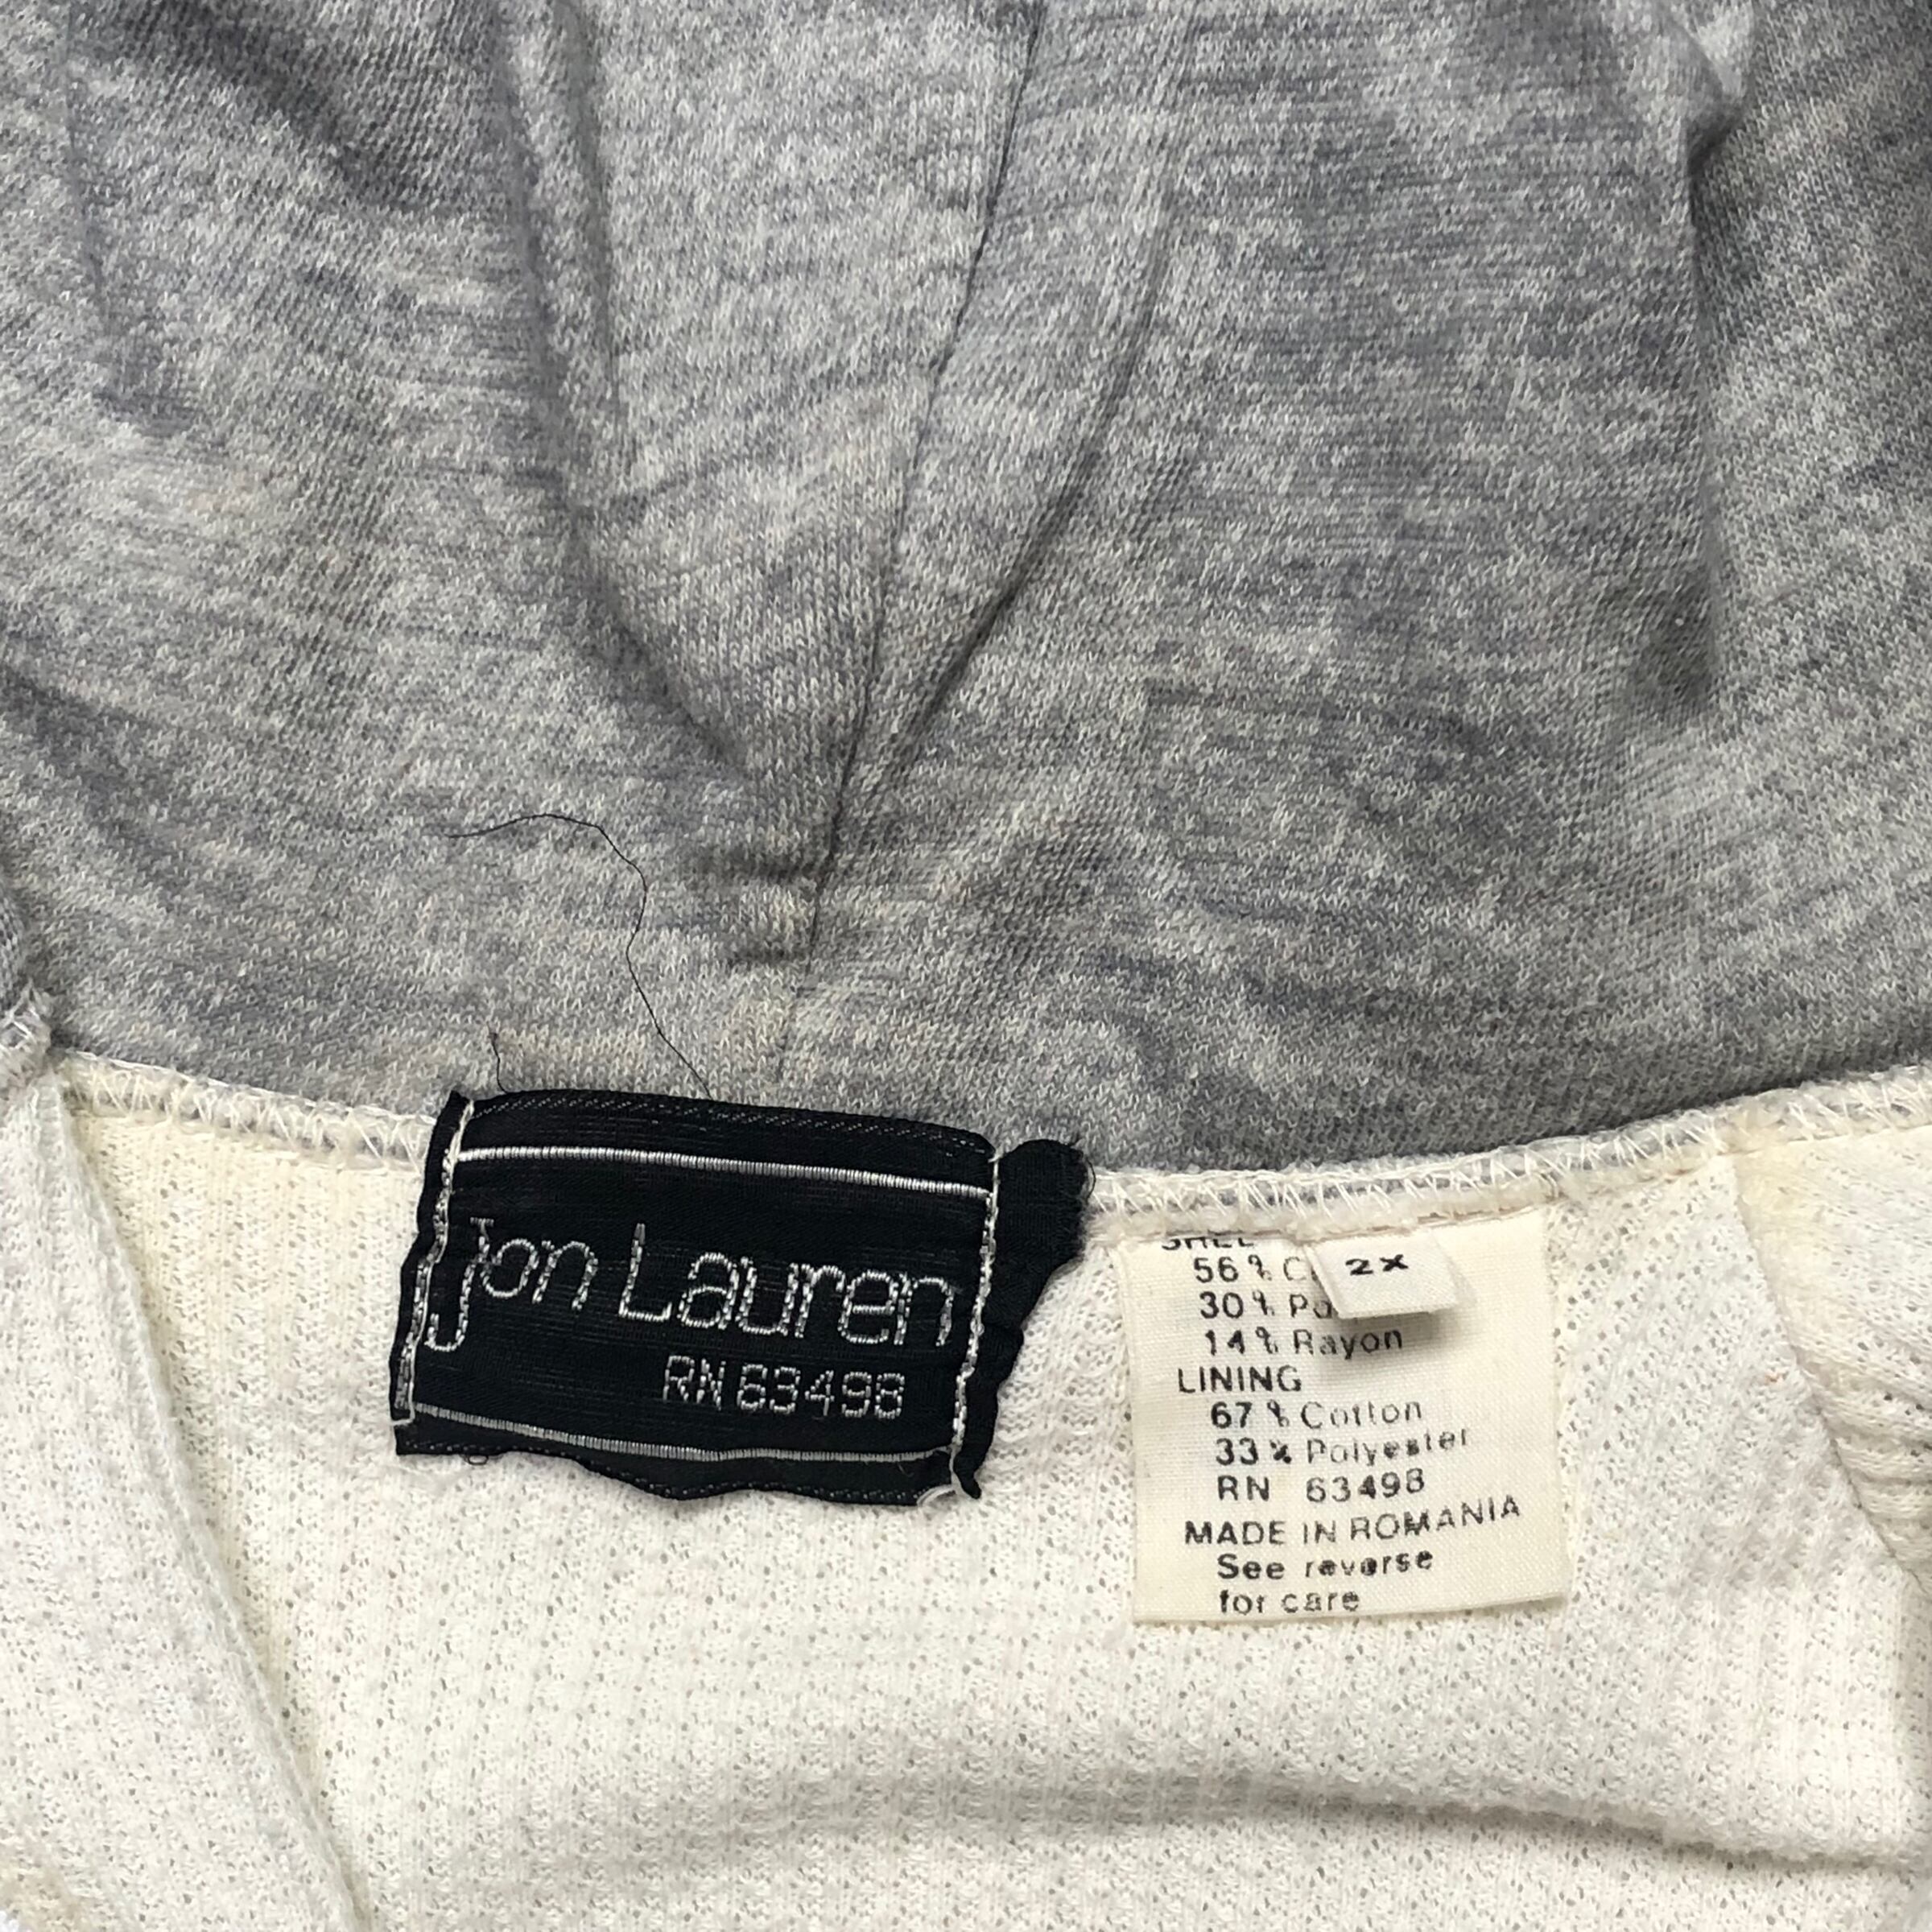 Jon Lauren
RN 63498
2X
56%
30%
14% Rayon
LINING
67% Cotton
33% Polyester
RN 63498
MADE IN ROMANIA
See reverse
for care